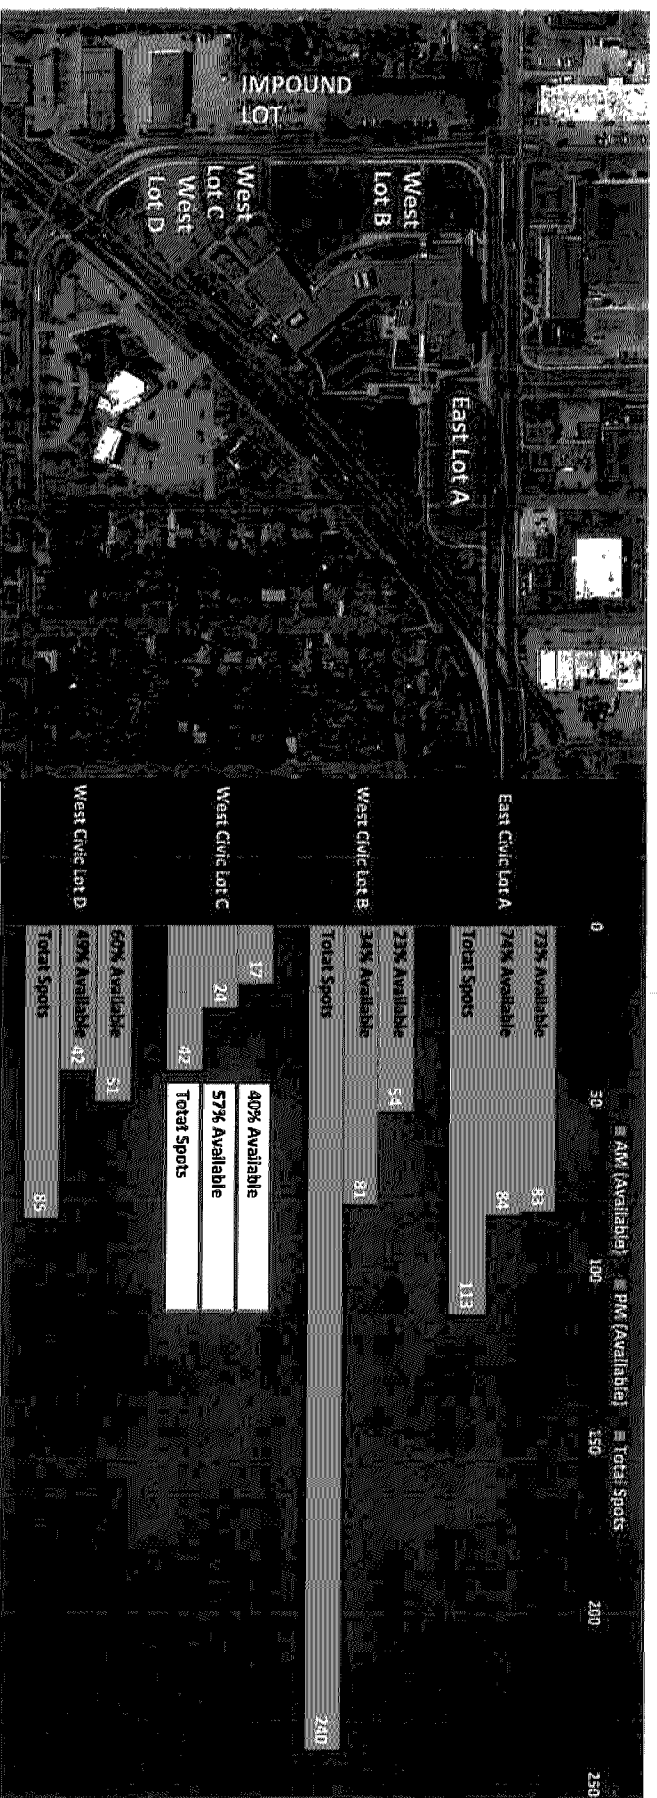 IMPOUND
LOT
West
Lot B
West
Lot C
West
Lot D
East Lot A
AM (Available)
PM (Available)
Total Spots
0
50
100
150
200
250
East Civic Lot A
73% Available
83
74% Available
84
Total Spots
113
West Civic Lot B
23% Available
54
34% Available
81
Total Spots
240
West Civic Lot C
17
40% Available
24
57% Available
42
Total Spots
West Civic Lot D
60% Available
51
49% Available
42
Total Spots
85